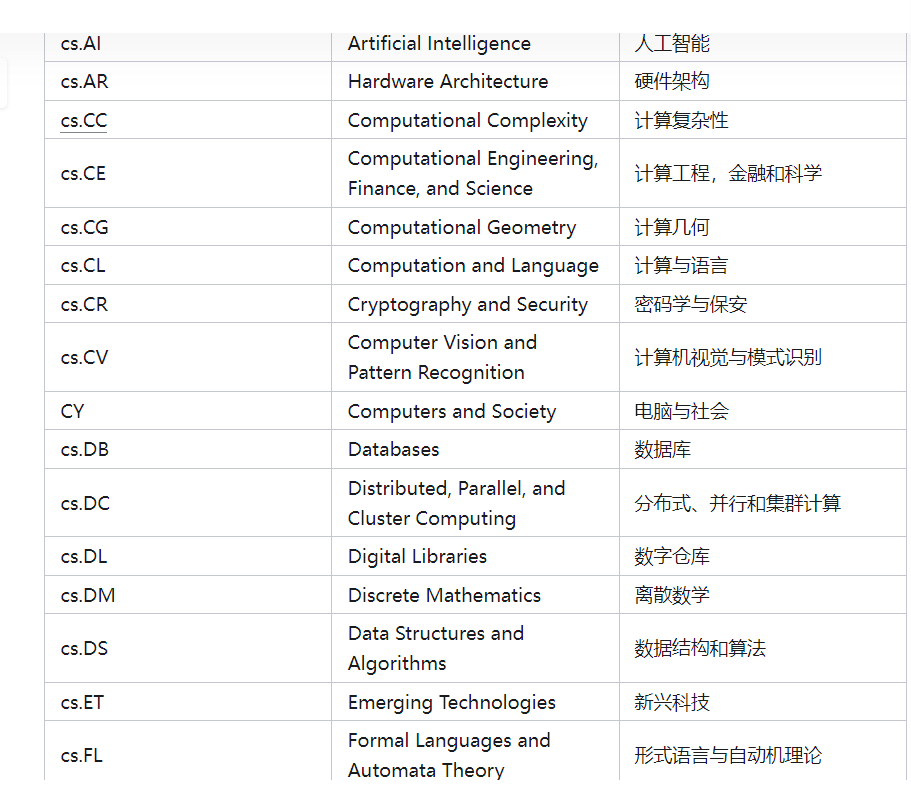 cs.AI Artificial Intelligence 人工智能
cs.AR Hardware Architecture 硬件架构
cs.CC Computational Complexity 计算复杂性
cs.CE Computational Engineering, Finance, and Science 计算工程，金融和科学
cs.CG Computational Geometry 计算几何
cs.CL Computation and Language 计算与语言
cs.CR Cryptography and Security 密码学与保安
cs.CV Computer Vision and Pattern Recognition 计算机视觉与模式识别
CY Computers and Society 电脑与社会
cs.DB Databases 数据库
cs.DC Distributed, Parallel, and Cluster Computing 分布式、并行和集群计算
cs.DL Digital Libraries 数字仓库
cs.DM Discrete Mathematics 离散数学
cs.DS Data Structures and Algorithms 数据结构和算法
cs.ET Emerging Technologies 新兴科技
cs.FL Formal Languages and Automata Theory 形式语言与自动机理论